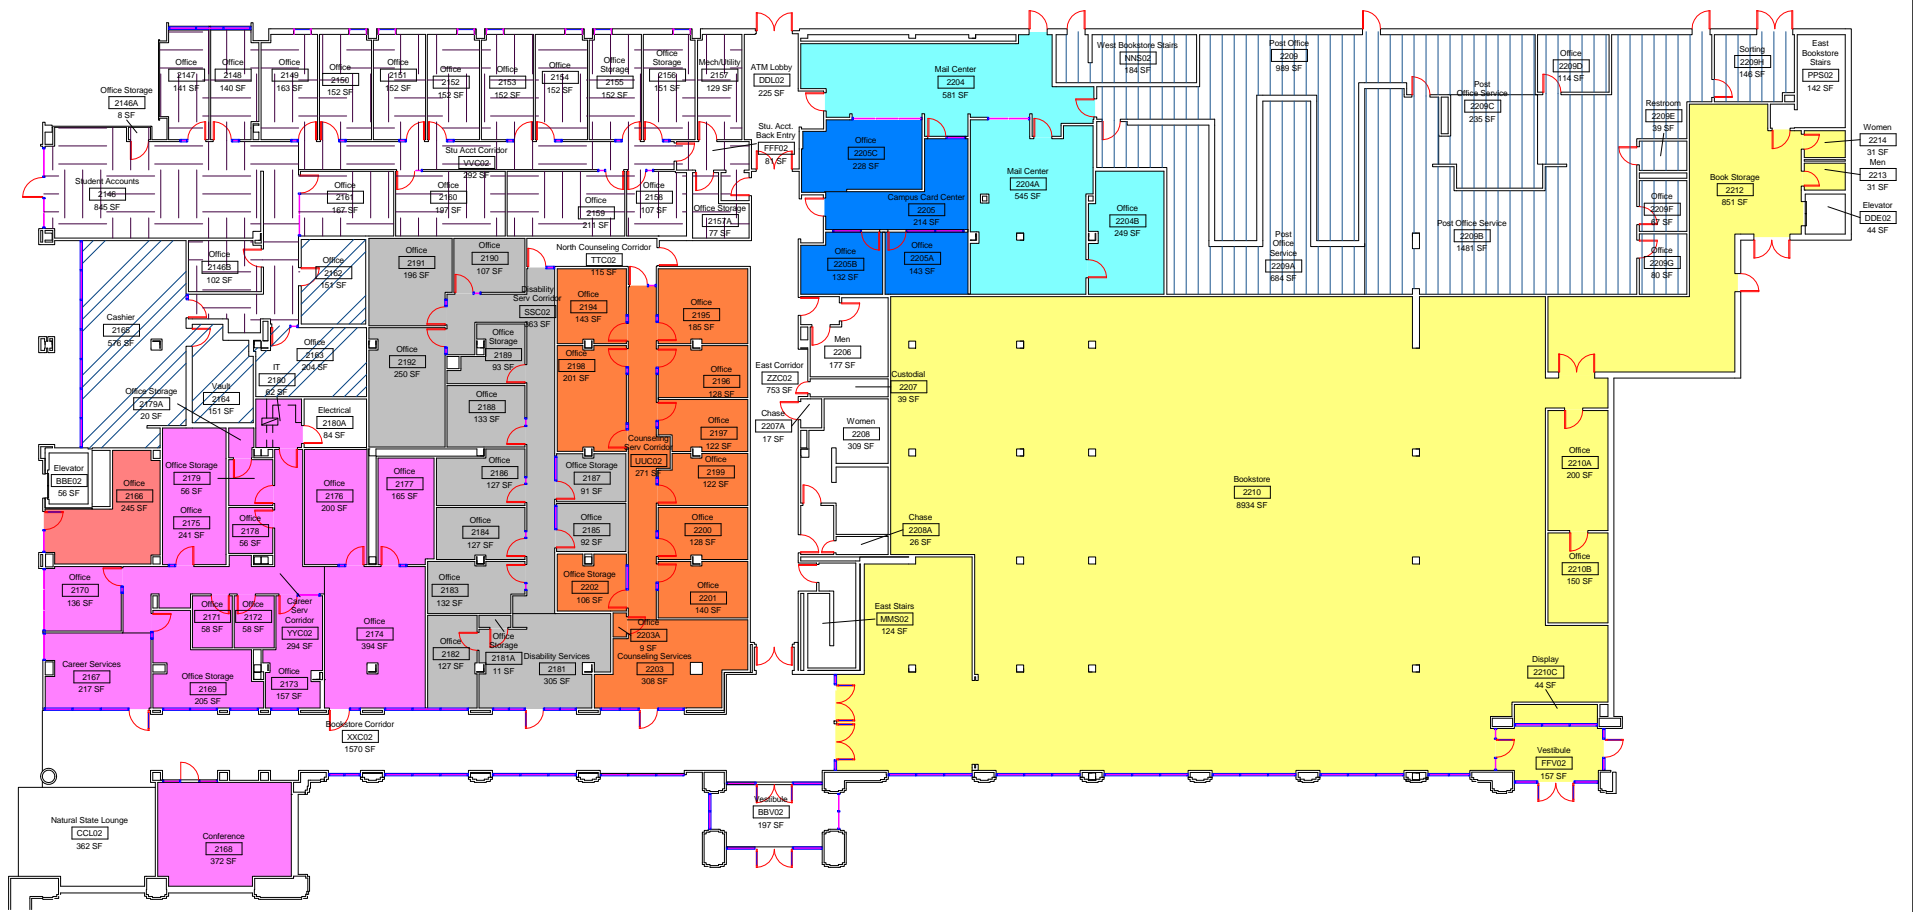 Office
2147
141 SF
Office
2148
140 SF
Office
2149
163 SF
Office
2150
152 SF
Office
2151
152 SF
Office
2152
152 SF
Office
2153
152 SF
Office
2154
152 SF
Office
Storage
2155
152 SF
Office
Storage
2156
151 SF
Mech/Utility
2157
129 SF
ATM Lobby
DDL02
225 SF
Mail Center
2204
581 SF
West Bookstore Stairs
NNS02
184 SF
Post Office
2209
989 SF
Post
Office Service
2209C
235 SF
Office
2209D
114 SF
Sorting
2209H
146 SF
East
Bookstore
Stairs
PPS02
142 SF
Office Storage
2146A
8 SF
Stu. Acct.
Back Entry
FFF02
81 SF
Restroom
2209E
39 SF
Women
2214
31 SF
Men
2213
31 SF
Elevator
DDE02
44 SF
Stu Acct Corridor
VVC02
292 SF
Student Accounts
2146
845 SF
Office
2161
167 SF
Office
2160
197 SF
Office
2159
211 SF
Office
2158
107 SF
Office Storage
2157A
77 SF
Office
2205C
228 SF
Campus Card Center
2205
214 SF
Mail Center
2204A
545 SF
Office
2204B
249 SF
Office
2205B
132 SF
Office
2205A
143 SF
Post
Office
Service
2209A
684 SF
Post Office Service
2209B
1481 SF
Office
2209F
67 SF
Office
2209G
80 SF
Book Storage
2212
851 SF
Office
2146B
102 SF
Office
2162
151 SF
Office
2191
196 SF
Office
2190
107 SF
North Counseling Corridor
TTC02
115 SF
Disability
Serv Corridor
SSC02
363 SF
Office
2194
143 SF
Office
2195
185 SF
Cashier
2165
576 SF
Office
2163
204 SF
Office
2192
250 SF
Office
Storage
2189
93 SF
Office
2198
201 SF
Office
2196
128 SF
Men
2206
177 SF
East Corridor
ZZC02
753 SF
Custodial
2207
39 SF
IT
2180
62 SF
Vault
2164
151 SF
Office Storage
2179A
20 SF
Electrical
2180A
84 SF
Office
2188
133 SF
Office
2197
122 SF
Chase
2207A
17 SF
Women
2208
309 SF
Counseling
Serv Corridor
UUC02
271 SF
Elevator
BBE02
56 SF
Office
2166
245 SF
Office Storage
2179
56 SF
Office
2175
241 SF
Office
2178
56 SF
Office
2176
200 SF
Office
2177
165 SF
Office
2186
127 SF
Office Storage
2187
91 SF
Office
2199
122 SF
Bookstore
2210
8934 SF
Office
2210A
200 SF
Office
2184
127 SF
Office
2185
92 SF
Office
2200
128 SF
Chase
2208A
26 SF
Office
2210B
150 SF
Office
2170
136 SF
Office
2171
58 SF
Office
2172
58 SF
Career
Serv
Corridor
YYC02
294 SF
Office
2174
394 SF
Office
2183
132 SF
Office Storage
2202
106 SF
Office
2201
140 SF
East Stairs
MMS02
124 SF
Office
2182
127 SF
Office
Storage
2181A
11 SF
Disability Services
2181
305 SF
Office
2203A
9 SF
Counseling Services
2203
308 SF
Career Services
2167
217 SF
Office Storage
2169
205 SF
Office
2173
157 SF
Display
2210C
44 SF
Bookstore Corridor
XXC02
1570 SF
Vestibule
FFV02
157 SF
Vestibule
BBV02
197 SF
Natural State Lounge
CCL02
362 SF
Conference
2168
372 SF